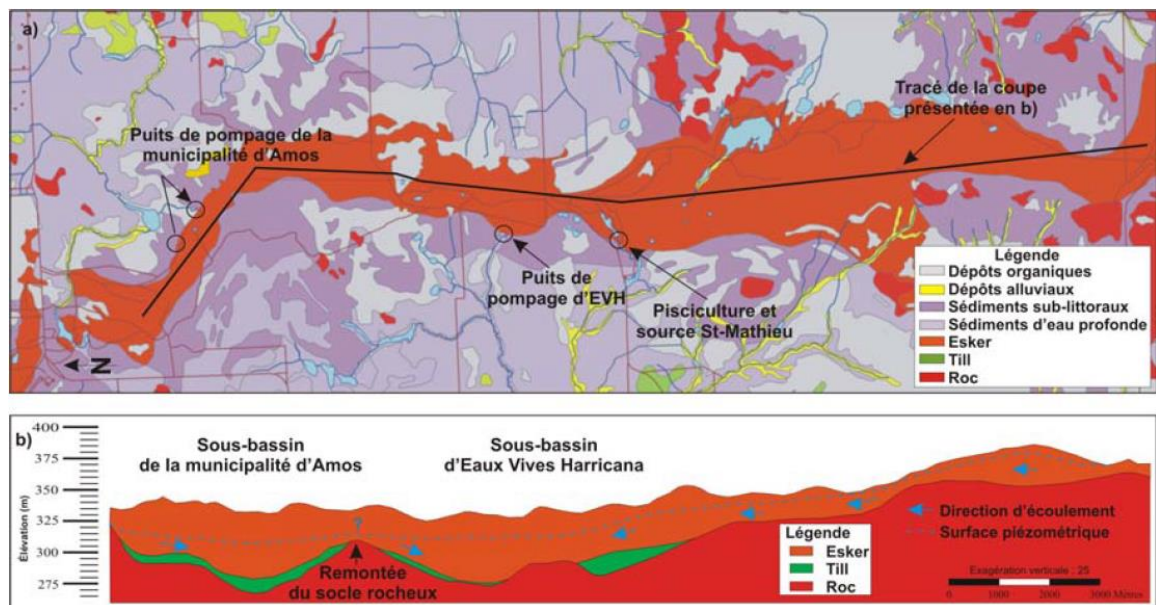 a)
Puits de pompage de la
municipalité d'Amos
Tracé de la coupe
présentée en b)
Puits de
pompage d'EVH
Pisciculture et
source St-Mathieu
N
Légende
Dépôts organiques
Dépôts alluviaux
Sédiments sub-littoraux
Sédiments d'eau profonde
Esker
Till
Roc
b)
400
375
350
325
300
275
Élévation (m)
Sous-bassin
de la municipalité d'Amos
Sous-bassin
d'Eaux Vives Harricana
?
Remontée
du socle rocheux
Légende
Esker
Till
Roc
Direction d'écoulement
Surface piézométrique
Exagération verticale : 25
0 1000 2000 3000 Mètres